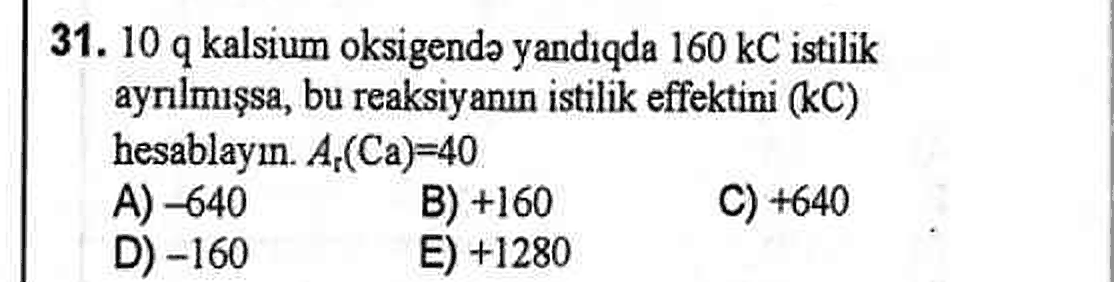 31. 10 q kalsium oksigendə yandıqda 160 kC istilik
ayrılmışsa, bu reaksiyanın istilik effektini (kC)
hesablayın. Aᵣ(Ca)=40
A) –640 B) +160 C) +640
D) –160 E) +1280